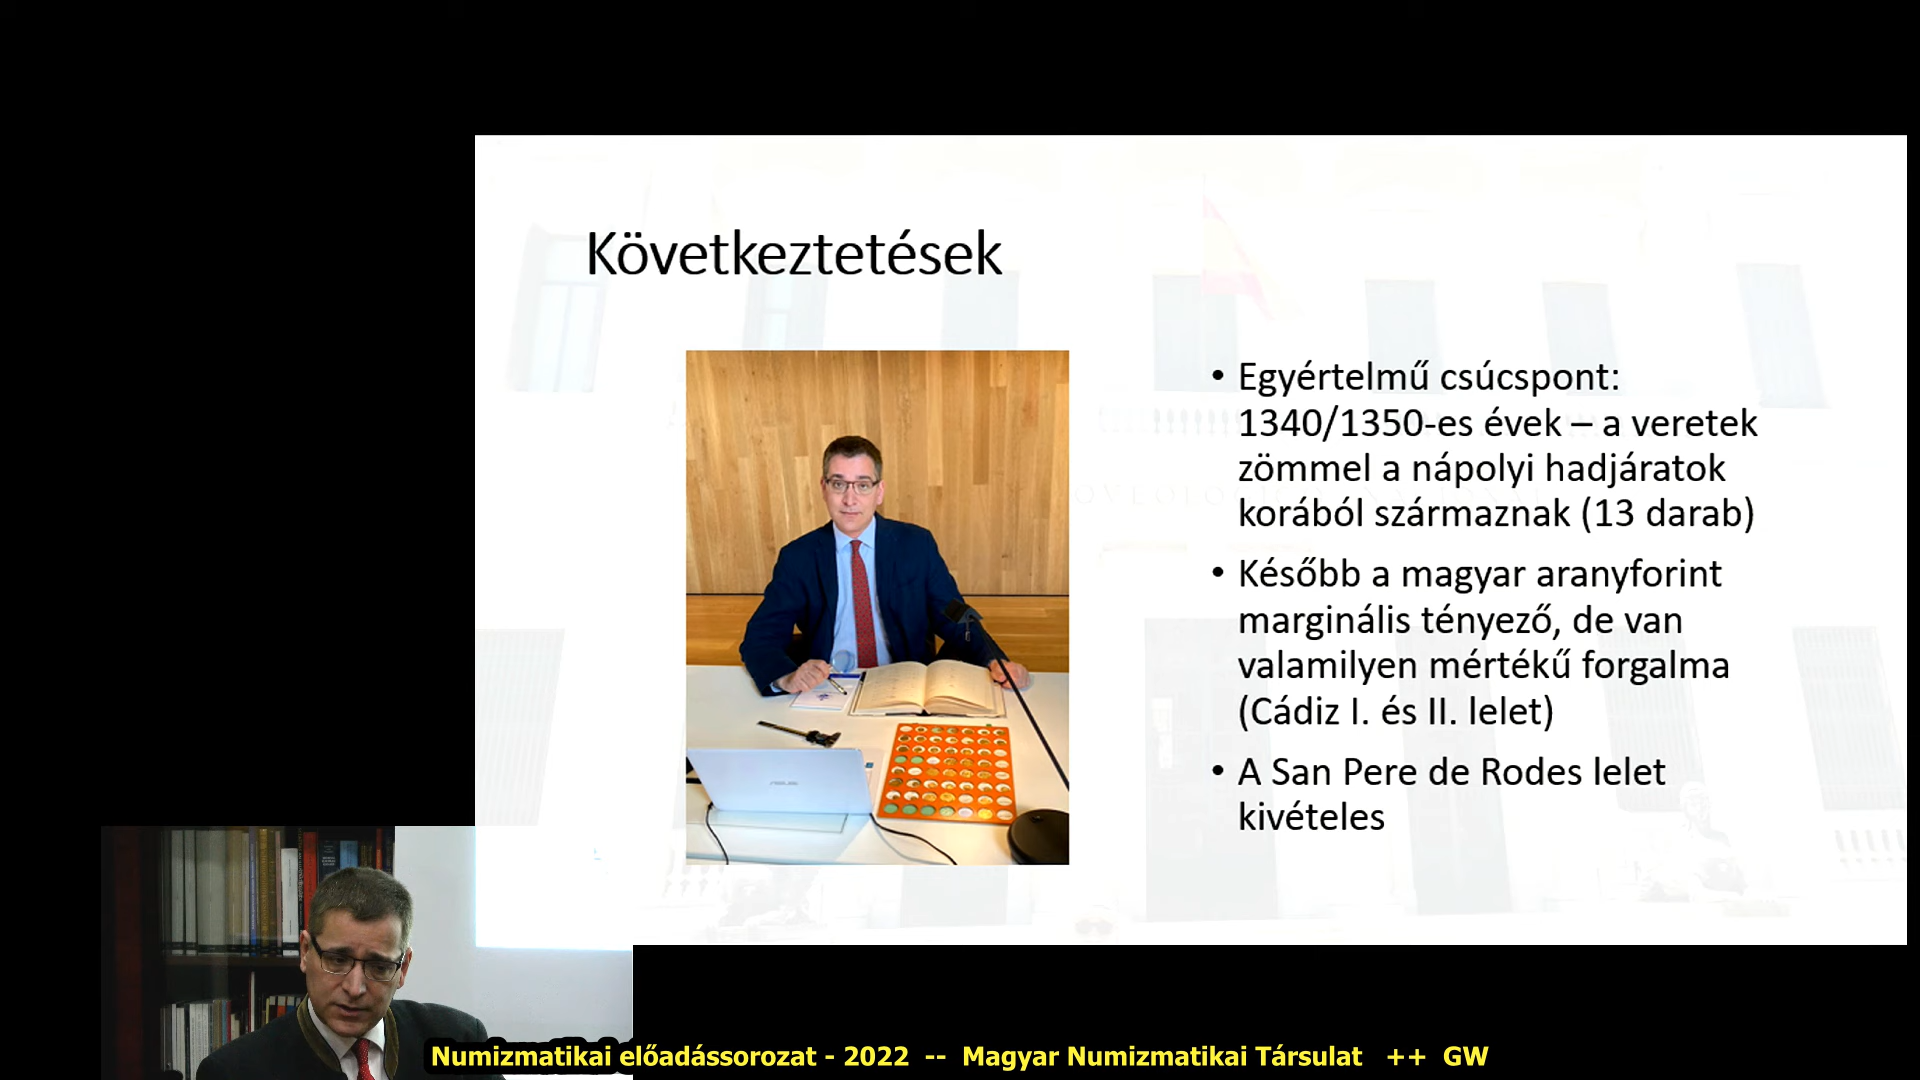 Következtetések
• Egyértelmű csúcspont:
1340/1350-es évek – a veretek
zömmel a nápolyi hadjáratok
korából származnak (13 darab)
• Később a magyar aranyforint
marginális tényező, de van
valamilyen mértékű forgalma
(Cádiz I. és II. lelet)
• A San Pere de Rodes lelet
kivételes
ASUS
Numizmatikai előadássorozat - 2022 -- Magyar Numizmatikai Társulat ++ GW